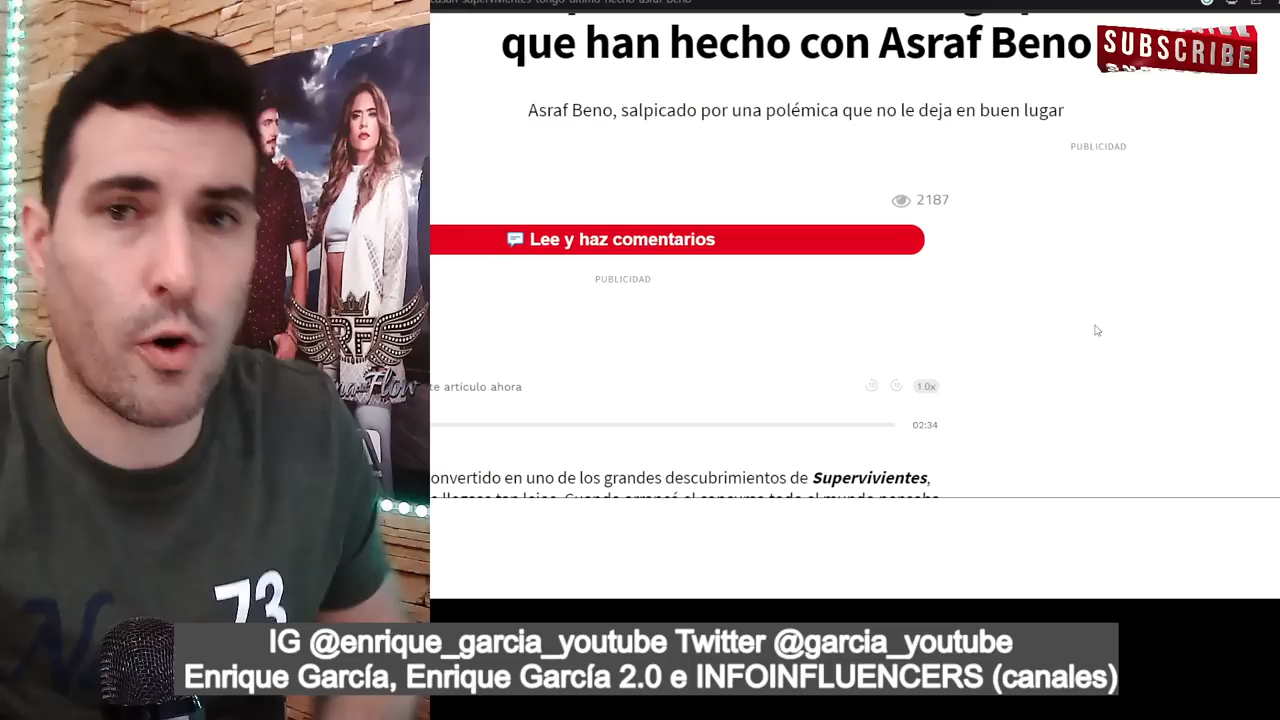 que han hecho con Asraf Beno
SUBSCRIBE
Asraf Beno, salpicado por una polémica que no le deja en buen lugar
PUBLICIDAD
2187
Lee y haz comentarios
PUBLICIDAD
te artículo ahora
1.0x
02:34
onvertido en uno de los grandes descubrimientos de Supervivientes,
RF
Flow
73
IG @enrique_garcia_youtube Twitter @garcia_youtube
Enrique García, Enrique García 2.0 e INFOINFLUENCERS (canales)